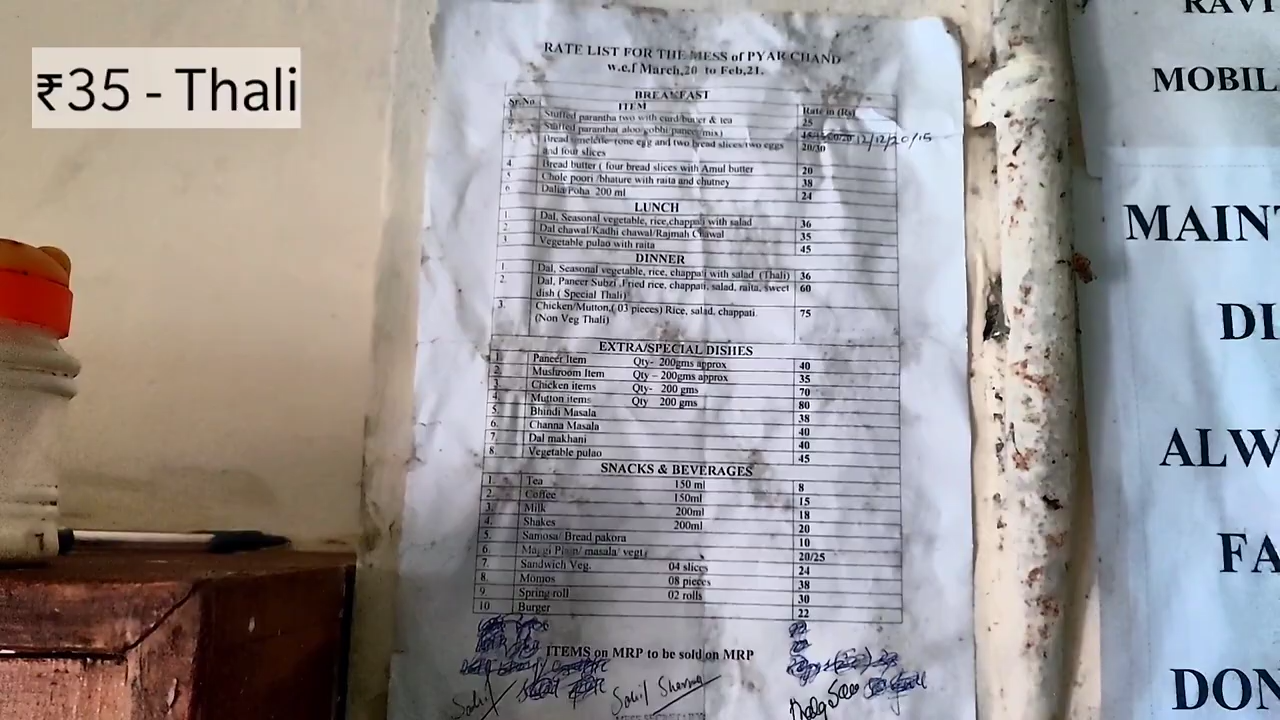 ₹35 - Thali
RATE LIST FOR THE MESS of PYAR CHAND
w.e.f March,20 to Feb,21.
BREAKFAST
Sr.No. ITEM Rate in (Rs)
Stuffed parantha two with curd/butter & tea 25
Stuffed parantha( aloo gobhi paneer mix) 12/12/20/15
Bread omelette (one egg and two bread slices/two eggs 20/30
and four slices
4. Bread butter ( four bread slices with Amul butter 20
5. Chole poori /bhature with raita and chutney 38
6. Dalia/Poha 200 ml 24
LUNCH
1. Dal, Seasonal vegetable, rice,chappati with salad 36
2. Dal chawal/Kadhi chawal/Rajmah Chawal 35
3. Vegetable pulao with raita 45
DINNER
1. Dal, Seasonal vegetable, rice, chappati with salad (Thali) 36
2. Dal, Paneer Subzi ,Fried rice, chappati, salad, raita, sweet 60
dish ( Special Thali)
3. Chicken/Mutton,( 03 pieces) Rice, salad, chappati. 75
(Non Veg Thali)
EXTRA/SPECIAL DISHES
1. Paneer Item Qty- 200gms approx 40
2. Mushroom Item Qty – 200gms approx 35
3. Chicken items Qty- 200 gms 70
4. Mutton items Qty 200 gms 80
5. Bhindi Masala 38
6. Channa Masala 40
7. Dal makhani 40
8. Vegetable pulao 45
SNACKS & BEVERAGES
1. Tea 150 ml 8
2. Coffee 150ml 15
3. Milk 200ml 18
4. Shakes 200ml 20
5. Samosa/ Bread pakora 10
6. Maggi Plain/ masala/ vegt. 20/25
7. Sandwich Veg. 04 slices 24
8. Momos 08 pieces 38
9. Spring roll 02 rolls 30
10 Burger 22
ITEMS on MRP to be sold on MRP
Sahil Sharma
RAVI
MOBIL
MAINT
DI
ALW
FA
DON